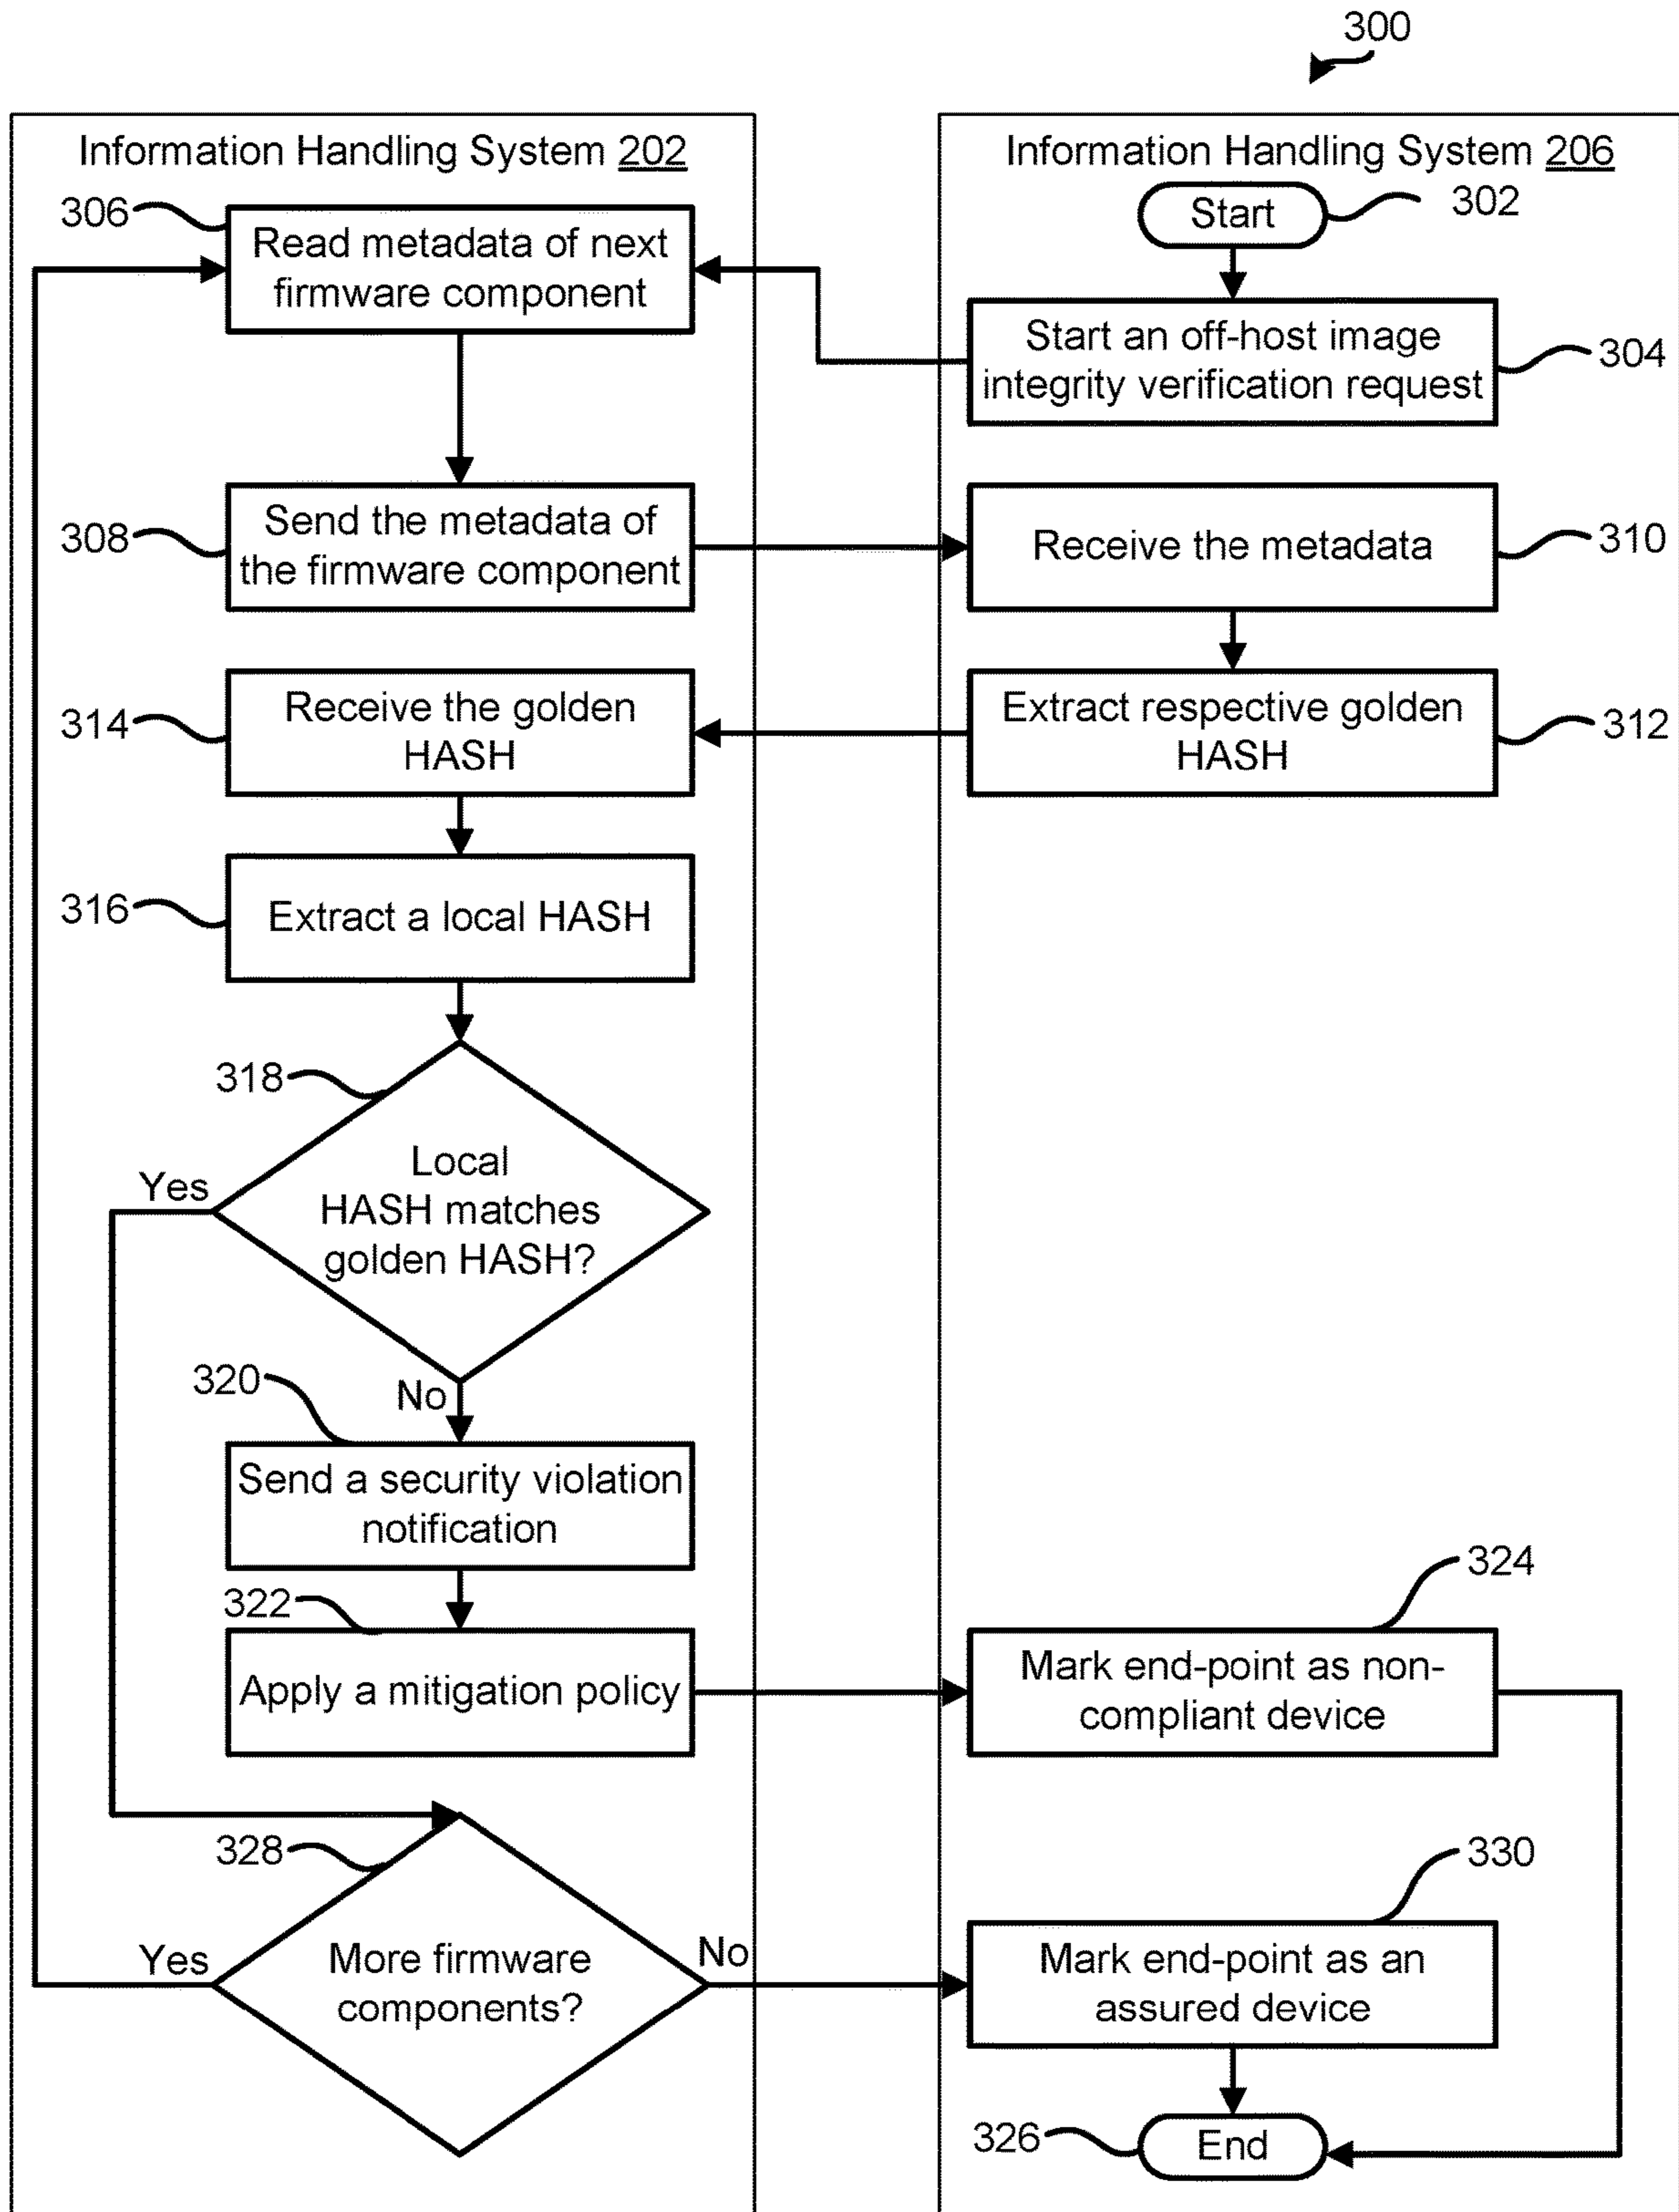 300
Information Handling System 202
Information Handling System 206
306
Read metadata of next
firmware component
Start
302
Start an off-host image
integrity verification request
304
308
Send the metadata of
the firmware component
Receive the metadata
310
314
Receive the golden
HASH
Extract respective golden
HASH
312
316
Extract a local HASH
318
Local
HASH matches
golden HASH?
Yes
No
320
Send a security violation
notification
322
Apply a mitigation policy
324
Mark end-point as non-
compliant device
328
More firmware
components?
Yes
No
330
Mark end-point as an
assured device
326
End